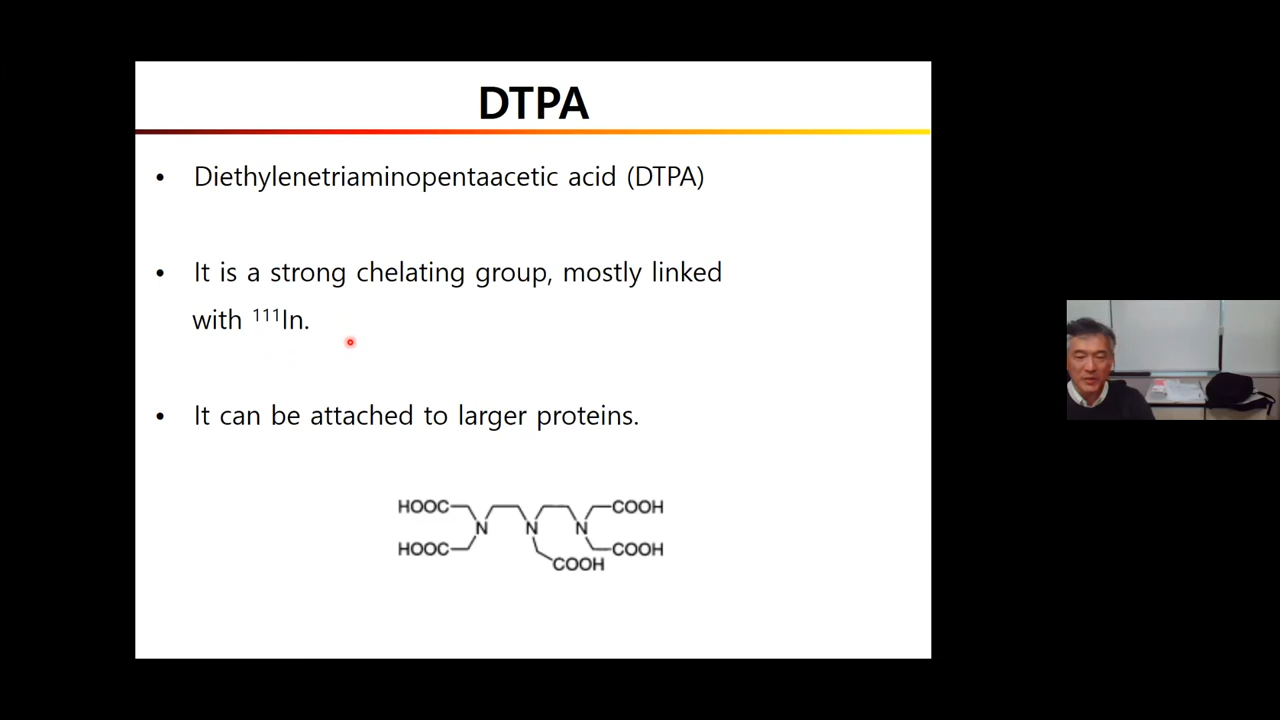 DTPA
• Diethylenetriaminopentaacetic acid (DTPA)
• It is a strong chelating group, mostly linked
with ¹¹¹In.
• It can be attached to larger proteins.
HOOC COOH
N N N
HOOC COOH
COOH